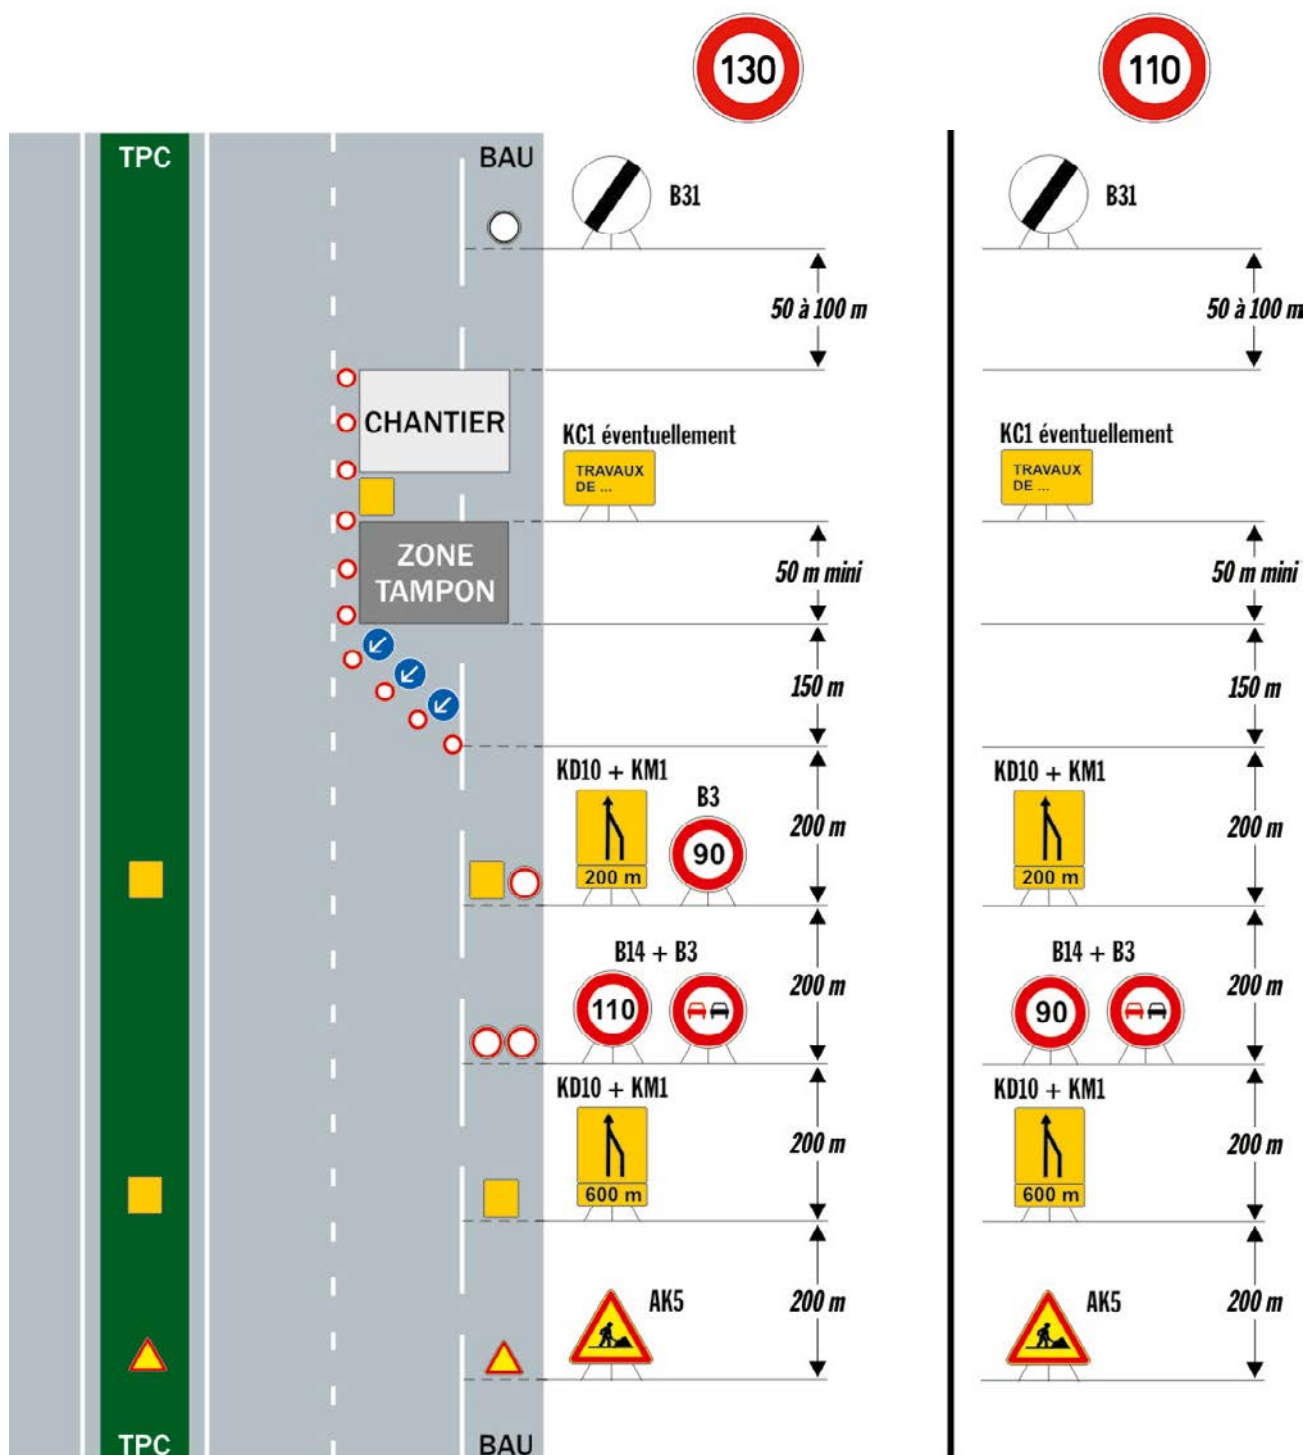 130
110
TPC
BAU
B31
B31
50 à 100 m
50 à 100 m
CHANTIER
KC1 éventuellement
KC1 éventuellement
TRAVAUX
DE ...
TRAVAUX
DE ...
ZONE
TAMPON
50 m mini
50 m mini
150 m
150 m
KD10 + KM1
B3
KD10 + KM1
90
200 m
200 m
200 m
200 m
B14 + B3
B14 + B3
110
200 m
90
200 m
KD10 + KM1
KD10 + KM1
600 m
200 m
600 m
200 m
AK5
200 m
AK5
200 m
TPC
BAU